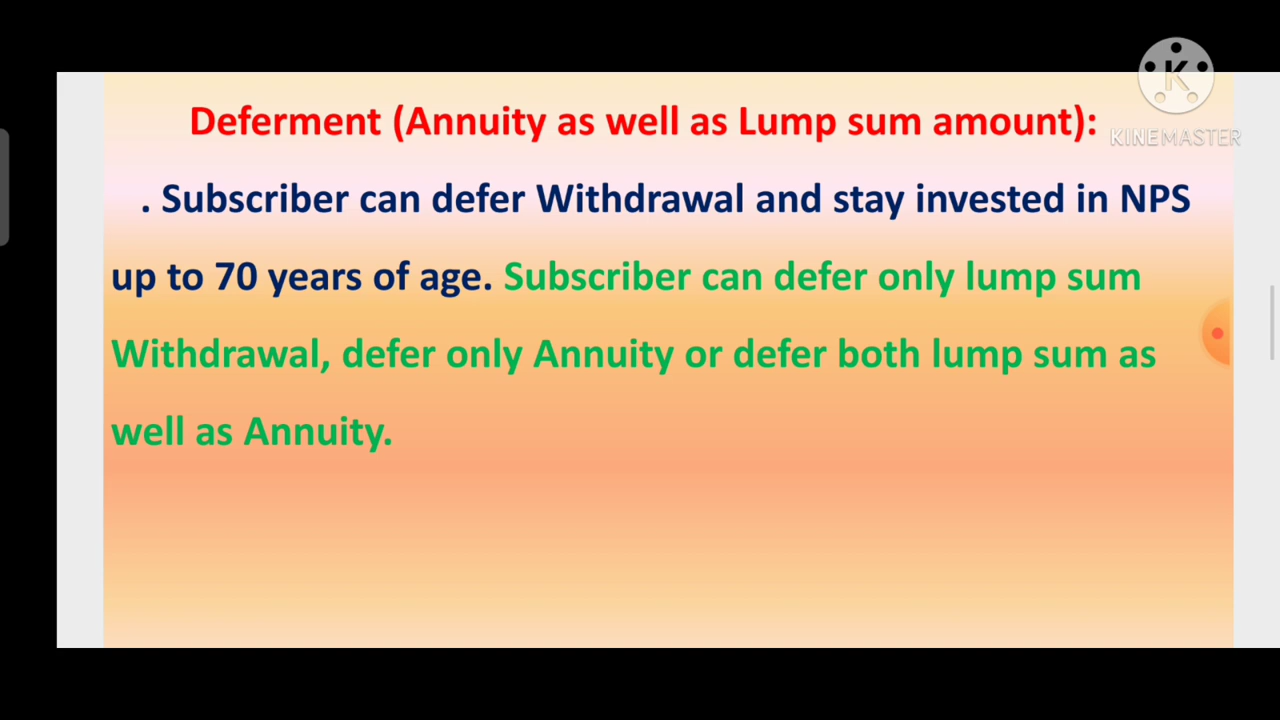 Deferment (Annuity as well as Lump sum amount):
. Subscriber can defer Withdrawal and stay invested in NPS
up to 70 years of age. Subscriber can defer only lump sum
Withdrawal, defer only Annuity or defer both lump sum as
well as Annuity.
K
KINEMASTER